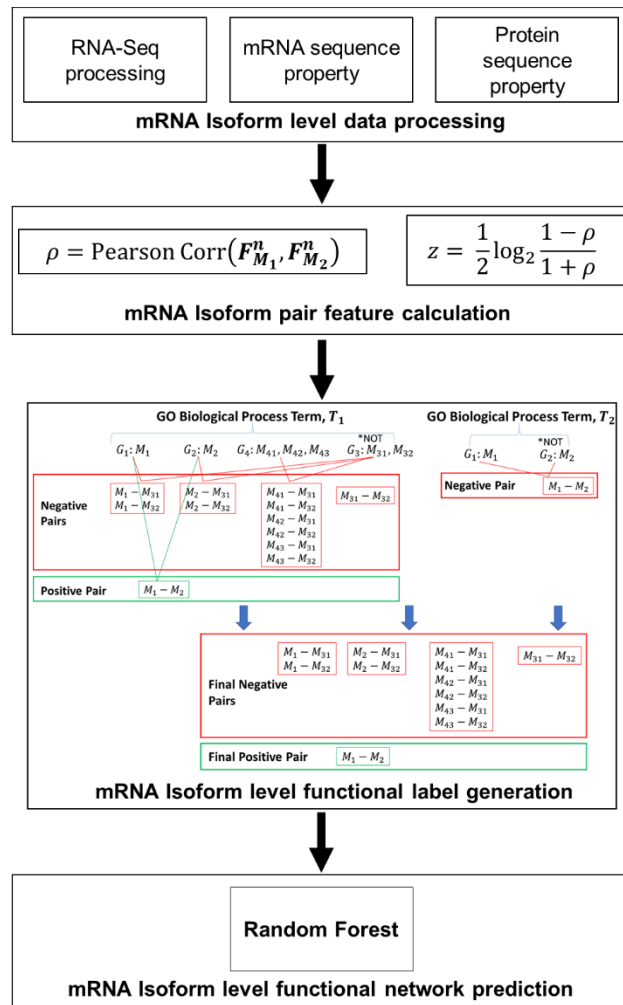 RNA-Seq processing
mRNA sequence property
Protein sequence property
mRNA Isoform level data processing
ρ = Pearson Corr(F^n_{M_1}, F^n_{M_2})
z = 1/2 log_2 (1 − ρ)/(1 + ρ)
mRNA Isoform pair feature calculation
GO Biological Process Term, T_1
GO Biological Process Term, T_2
*NOT
*NOT
G_1: M_1
G_2: M_2
G_4: M_41, M_42, M_43
G_3: M_31, M_32
G_1: M_1
G_2: M_2
Negative Pairs
M_1 − M_31
M_1 − M_32
M_2 − M_31
M_2 − M_32
M_41 − M_31
M_41 − M_32
M_42 − M_31
M_42 − M_32
M_43 − M_31
M_43 − M_32
M_31 − M_32
Negative Pair
M_1 − M_2
Positive Pair
M_1 − M_2
Final Negative Pairs
M_1 − M_31
M_1 − M_32
M_2 − M_31
M_2 − M_32
M_41 − M_31
M_41 − M_32
M_42 − M_31
M_42 − M_32
M_43 − M_31
M_43 − M_32
M_31 − M_32
Final Positive Pair
M_1 − M_2
mRNA Isoform level functional label generation
Random Forest
mRNA Isoform level functional network prediction